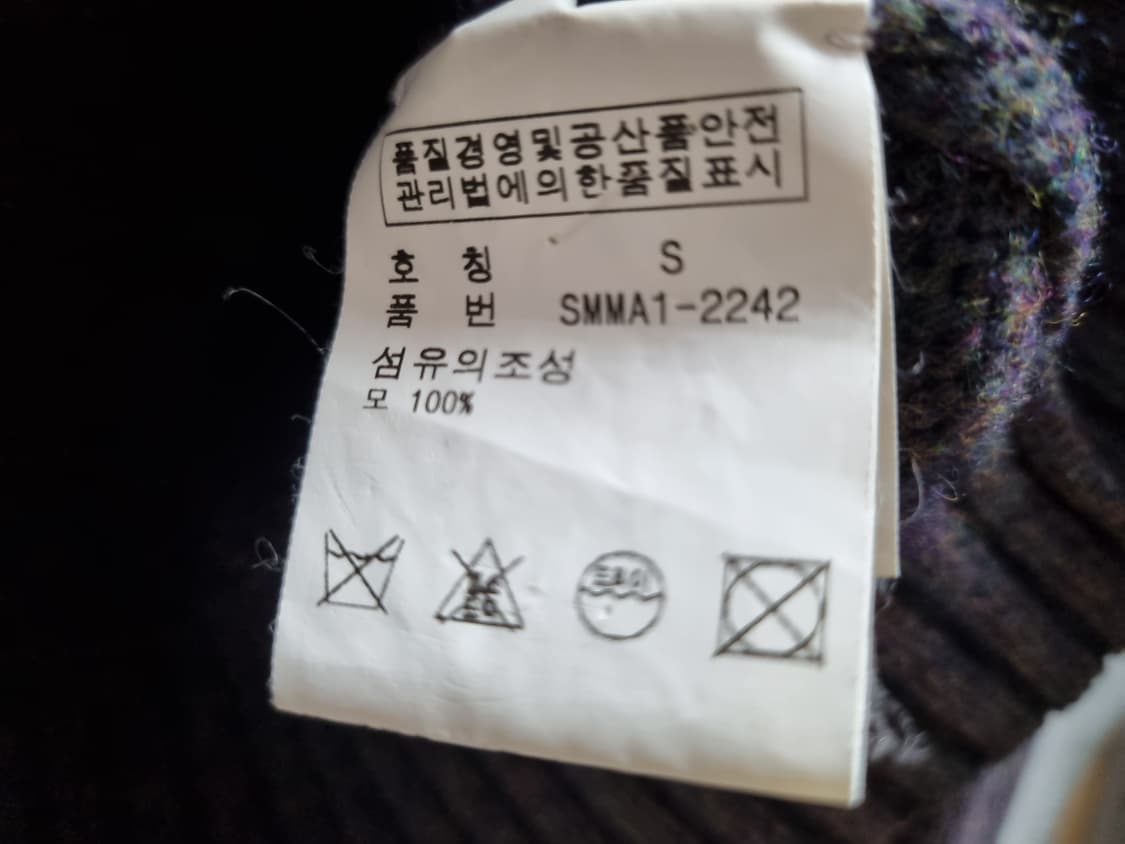 품질경영및공산품안전
관리법에의한품질표시
호 칭 S
품 번 SMMA1-2242
섬유의조성
모 100%
드라이